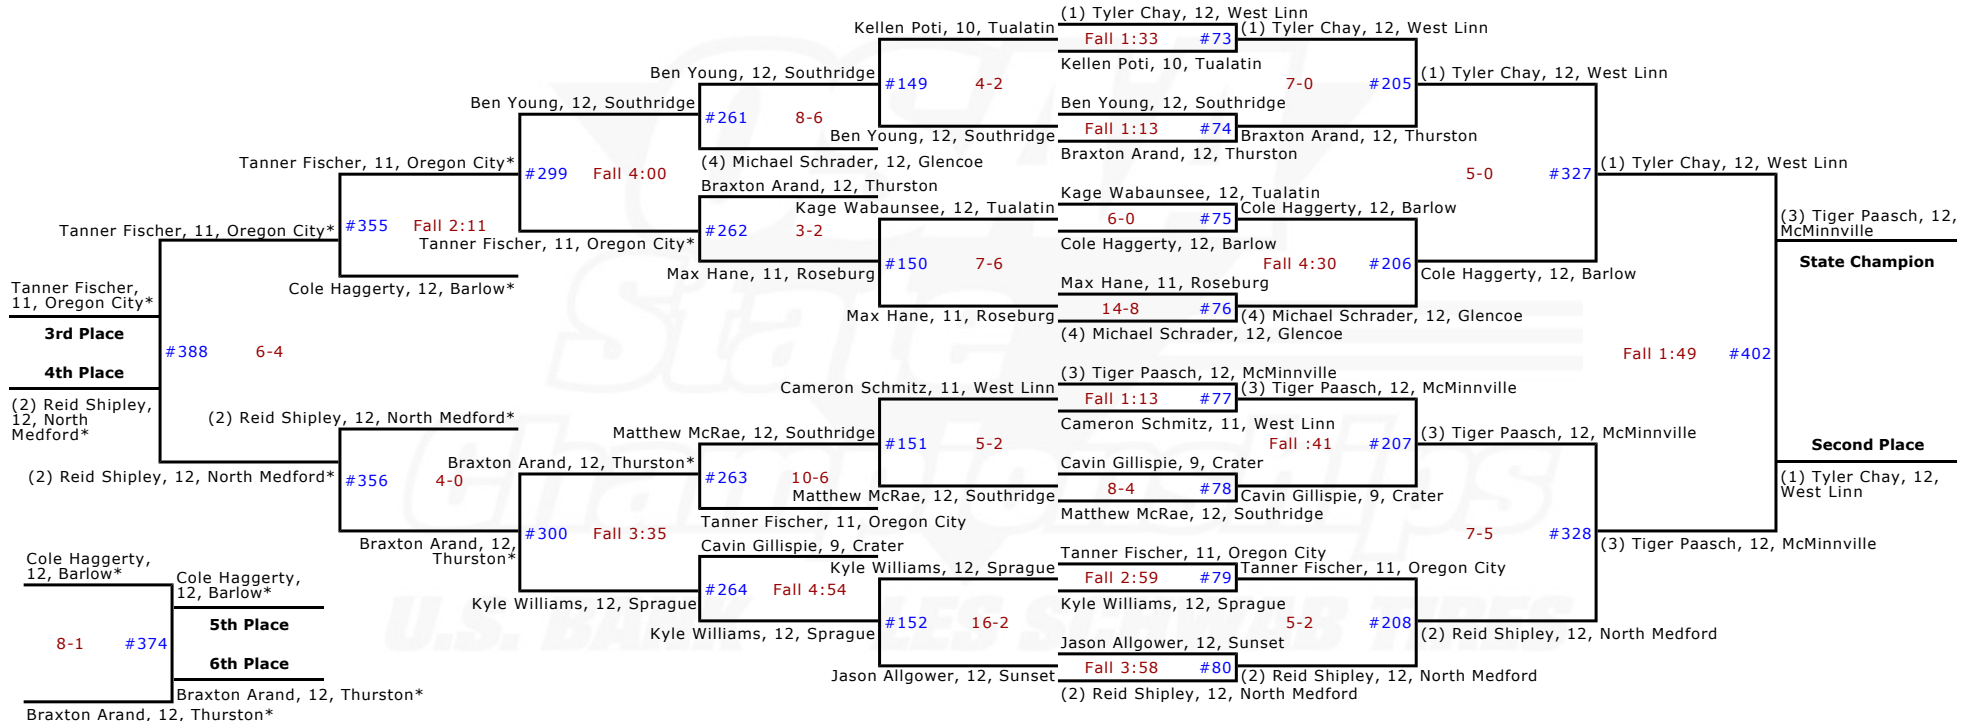 (1) Tyler Chay, 12, West Linn
Kellen Poti, 10, Tualatin
Fall 1:33 #73
(1) Tyler Chay, 12, West Linn
Kellen Poti, 10, Tualatin
Ben Young, 12, Southridge
#149 4-2
7-0 #205
(1) Tyler Chay, 12, West Linn
Ben Young, 12, Southridge
Ben Young, 12, Southridge
#261 8-6
Fall 1:13 #74
Ben Young, 12, Southridge
Braxton Arand, 12, Thurston
Braxton Arand, 12, Thurston
Tanner Fischer, 11, Oregon City*
(4) Michael Schrader, 12, Glencoe
#299 Fall 4:00
5-0 #327
(1) Tyler Chay, 12, West Linn
Braxton Arand, 12, Thurston
Kage Wabaunsee, 12, Tualatin
Kage Wabaunsee, 12, Tualatin
Cole Haggerty, 12, Barlow
6-0 #75
(3) Tiger Paasch, 12,
McMinnville
#355 Fall 2:11
Tanner Fischer, 11, Oregon City*
#262 3-2
Tanner Fischer, 11, Oregon City*
Cole Haggerty, 12, Barlow
State Champion
#150 7-6
Fall 4:30 #206
Max Hane, 11, Roseburg
Cole Haggerty, 12, Barlow
Max Hane, 11, Roseburg
Tanner Fischer,
11, Oregon City*
Cole Haggerty, 12, Barlow*
14-8 #76
Max Hane, 11, Roseburg
(4) Michael Schrader, 12, Glencoe
(4) Michael Schrader, 12, Glencoe
3rd Place
#388 6-4
Fall 1:49 #402
4th Place
(3) Tiger Paasch, 12, McMinnville
Cameron Schmitz, 11, West Linn
(3) Tiger Paasch, 12, McMinnville
Fall 1:13 #77
(2) Reid Shipley,
12, North
Medford*
(2) Reid Shipley, 12, North Medford*
Cameron Schmitz, 11, West Linn
Matthew McRae, 12, Southridge
#151 5-2
Fall :41 #207
(3) Tiger Paasch, 12, McMinnville
Second Place
Braxton Arand, 12, Thurston*
Cavin Gillispie, 9, Crater
(2) Reid Shipley, 12, North Medford*
#356 4-0
#263 10-6
8-4 #78
(1) Tyler Chay, 12,
West Linn
Matthew McRae, 12, Southridge
Cavin Gillispie, 9, Crater
Matthew McRae, 12, Southridge
Tanner Fischer, 11, Oregon City
#300 Fall 3:35
7-5 #328
Braxton Arand, 12,
Thurston*
(3) Tiger Paasch, 12, McMinnville
Cavin Gillispie, 9, Crater
Tanner Fischer, 11, Oregon City
Cole Haggerty,
12, Barlow*
Kyle Williams, 12, Sprague
Tanner Fischer, 11, Oregon City
Fall 2:59 #79
Cole Haggerty,
12, Barlow*
#264 Fall 4:54
Kyle Williams, 12, Sprague
Kyle Williams, 12, Sprague
5th Place
#152 16-2
5-2 #208
Kyle Williams, 12, Sprague
(2) Reid Shipley, 12, North Medford
8-1 #374
Jason Allgower, 12, Sunset
6th Place
Fall 3:58 #80
Jason Allgower, 12, Sunset
(2) Reid Shipley, 12, North Medford
Braxton Arand, 12, Thurston*
(2) Reid Shipley, 12, North Medford
Braxton Arand, 12, Thurston*
OSAA
State
Championships
U.S. BANK LES SCHWAB TIRES